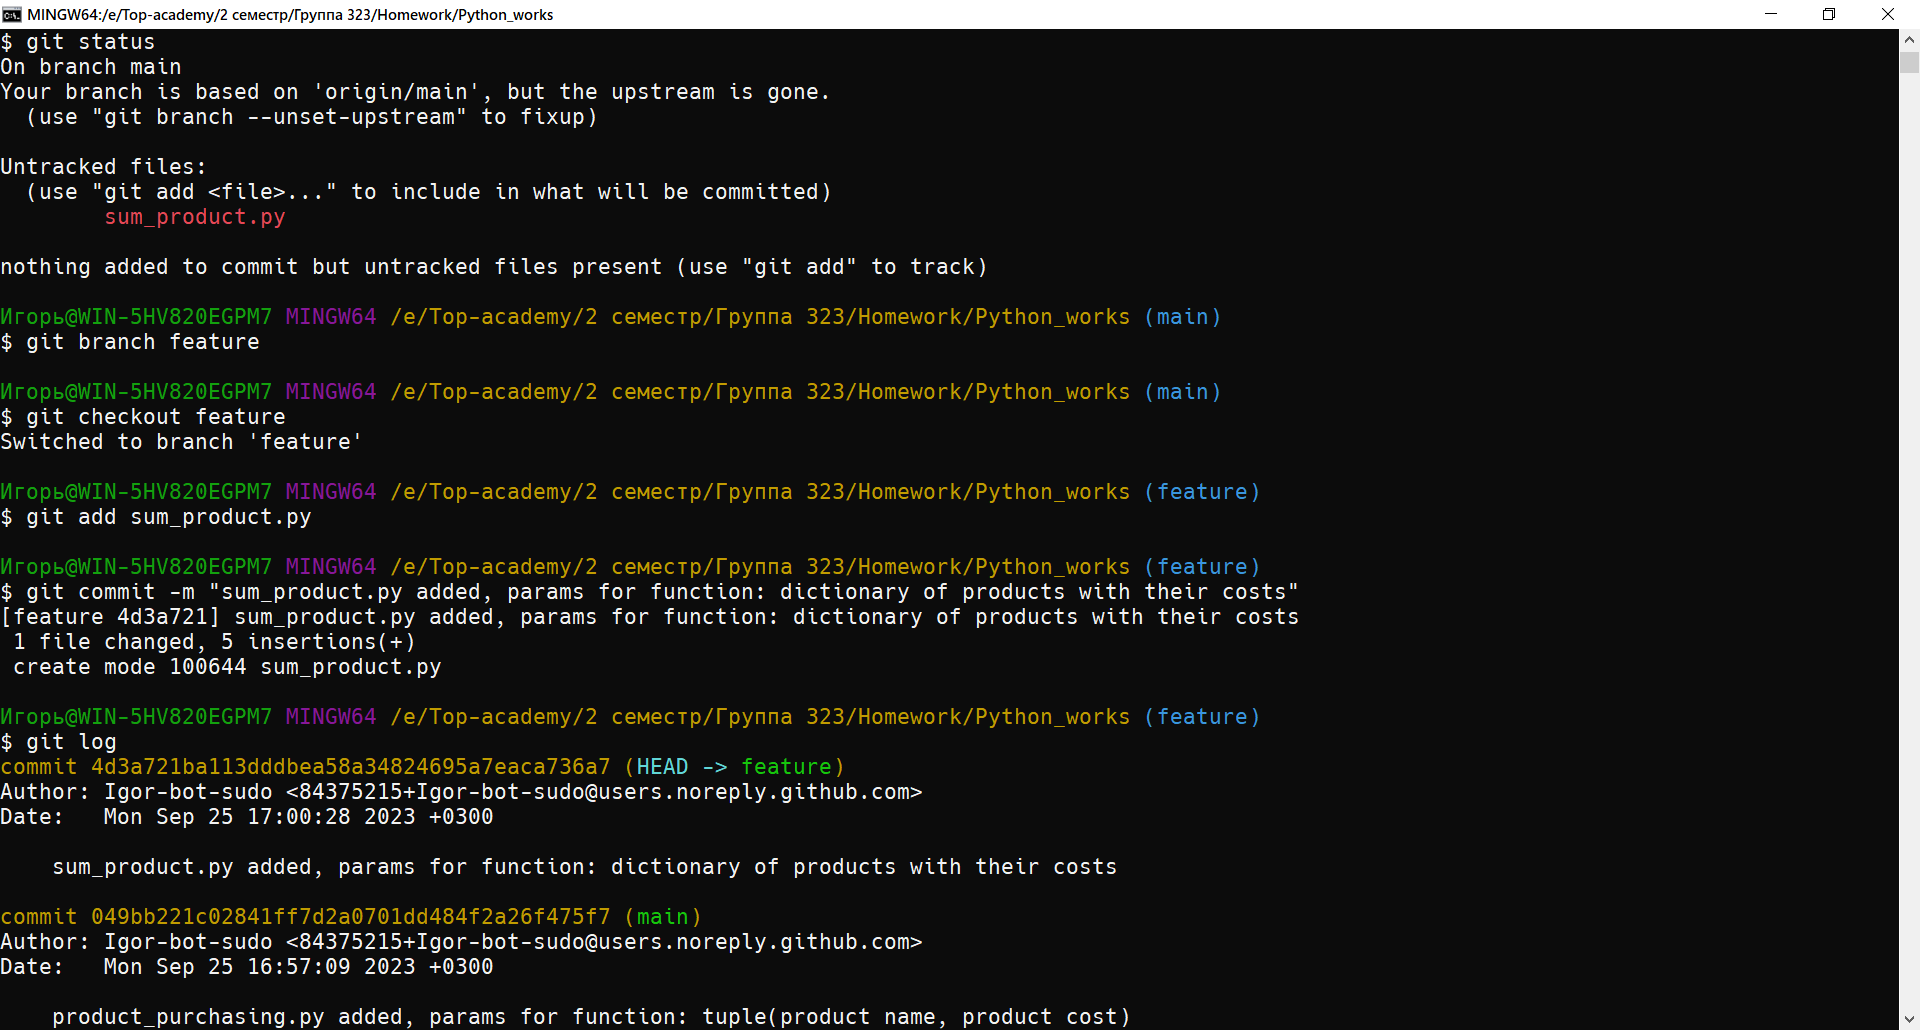 MINGW64:/e/Top-academy/2 семестр/Группа 323/Homework/Python_works
$ git status
On branch main
Your branch is based on 'origin/main', but the upstream is gone.
  (use "git branch --unset-upstream" to fixup)
Untracked files:
  (use "git add <file>..." to include in what will be committed)
        sum_product.py
nothing added to commit but untracked files present (use "git add" to track)
Игорь@WIN-5HV820EGPM7 MINGW64 /e/Top-academy/2 семестр/Группа 323/Homework/Python_works (main)
$ git branch feature
Игорь@WIN-5HV820EGPM7 MINGW64 /e/Top-academy/2 семестр/Группа 323/Homework/Python_works (main)
$ git checkout feature
Switched to branch 'feature'
Игорь@WIN-5HV820EGPM7 MINGW64 /e/Top-academy/2 семестр/Группа 323/Homework/Python_works (feature)
$ git add sum_product.py
Игорь@WIN-5HV820EGPM7 MINGW64 /e/Top-academy/2 семестр/Группа 323/Homework/Python_works (feature)
$ git commit -m "sum_product.py added, params for function: dictionary of products with their costs"
[feature 4d3a721] sum_product.py added, params for function: dictionary of products with their costs
 1 file changed, 5 insertions(+)
 create mode 100644 sum_product.py
Игорь@WIN-5HV820EGPM7 MINGW64 /e/Top-academy/2 семестр/Группа 323/Homework/Python_works (feature)
$ git log
commit 4d3a721ba113dddbea58a34824695a7eaca736a7 (HEAD -> feature)
Author: Igor-bot-sudo <84375215+Igor-bot-sudo@users.noreply.github.com>
Date:   Mon Sep 25 17:00:28 2023 +0300
    sum_product.py added, params for function: dictionary of products with their costs
commit 049bb221c02841ff7d2a0701dd484f2a26f475f7 (main)
Author: Igor-bot-sudo <84375215+Igor-bot-sudo@users.noreply.github.com>
Date:   Mon Sep 25 16:57:09 2023 +0300
    product_purchasing.py added, params for function: tuple(product name, product cost)